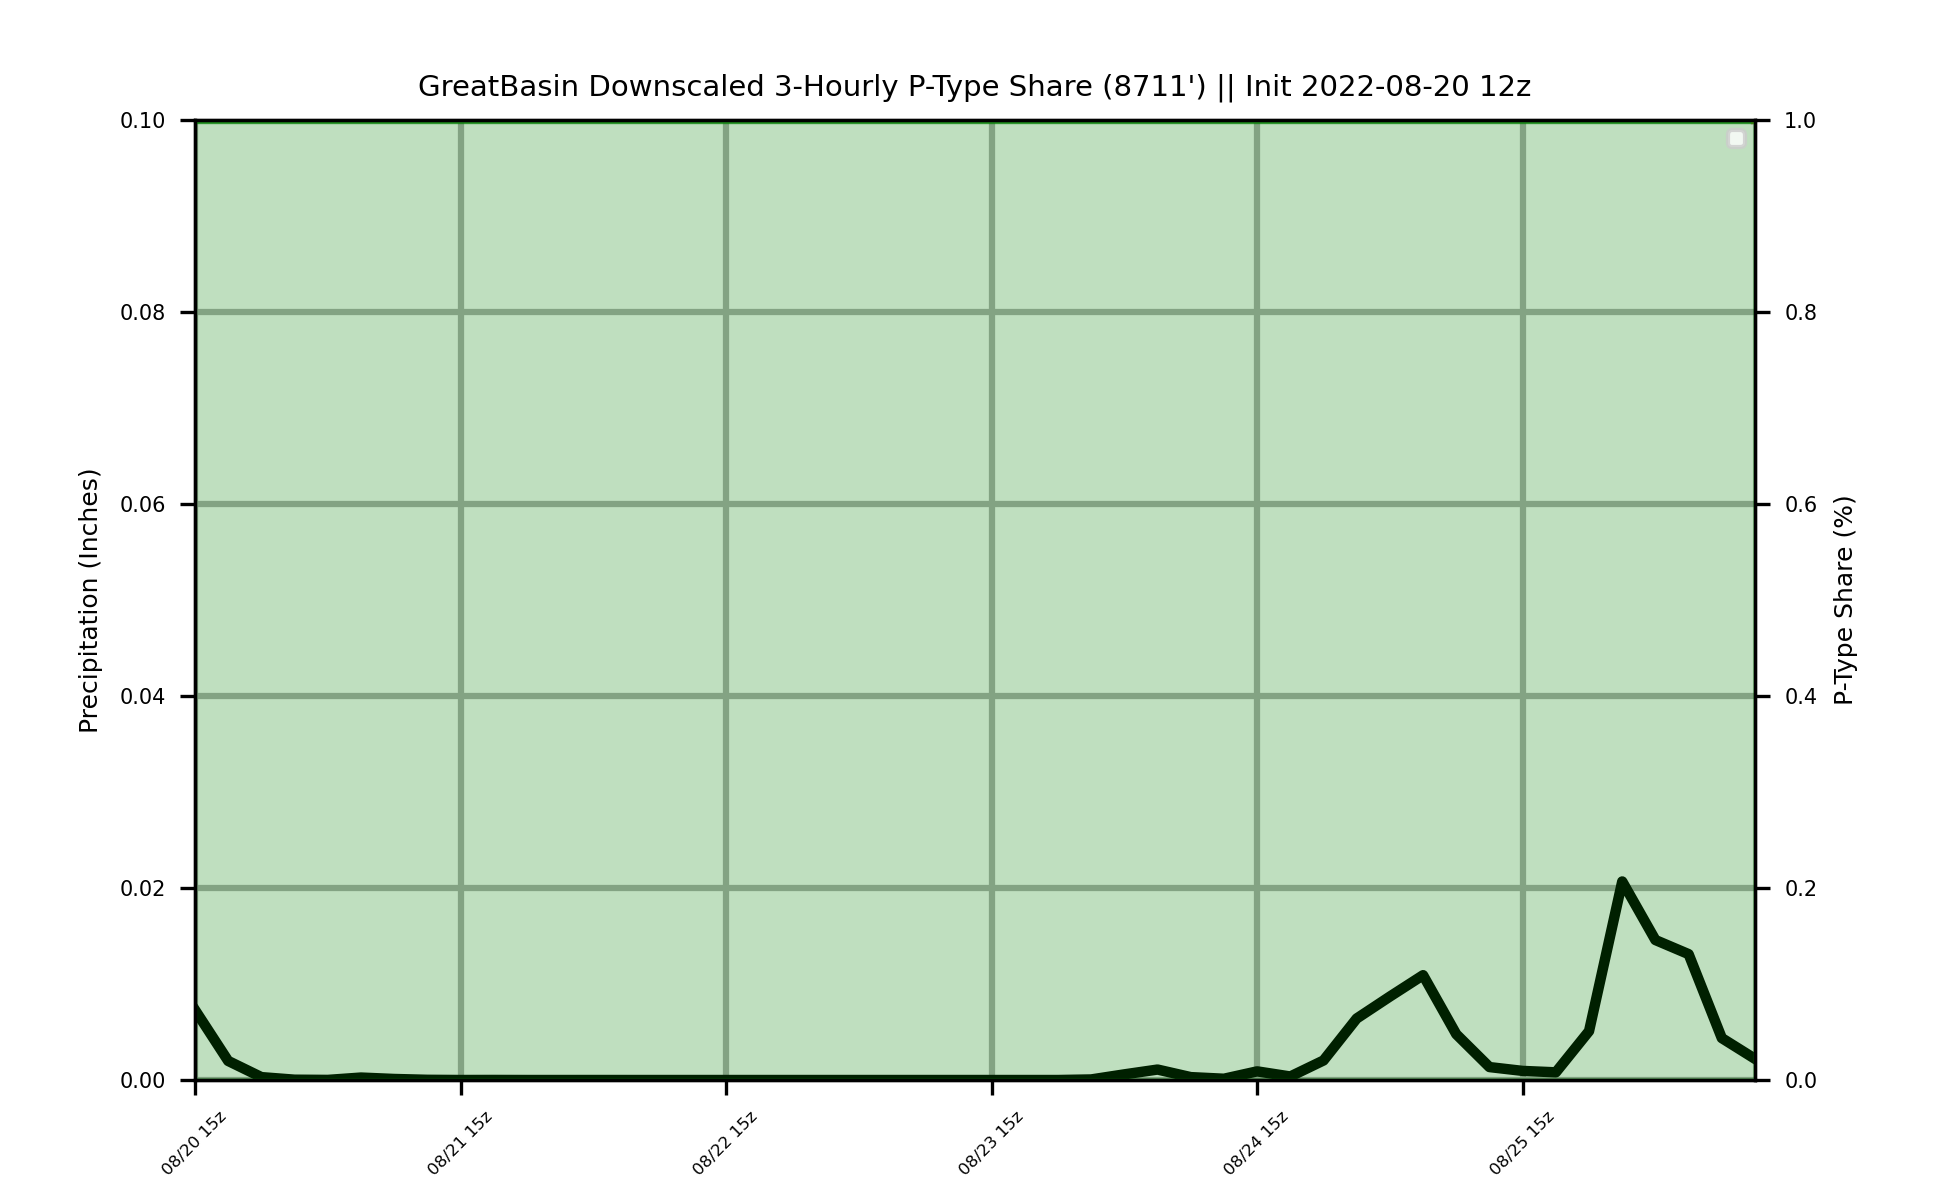 GreatBasin Downscaled 3-Hourly P-Type Share (8711') || Init 2022-08-20 12z
0.10
0.08
0.06
0.04
0.02
0.00
Precipitation (Inches)
1.0
0.8
0.6
0.4
0.2
0.0
P-Type Share (%)
08/20 15z
08/21 15z
08/22 15z
08/23 15z
08/24 15z
08/25 15z